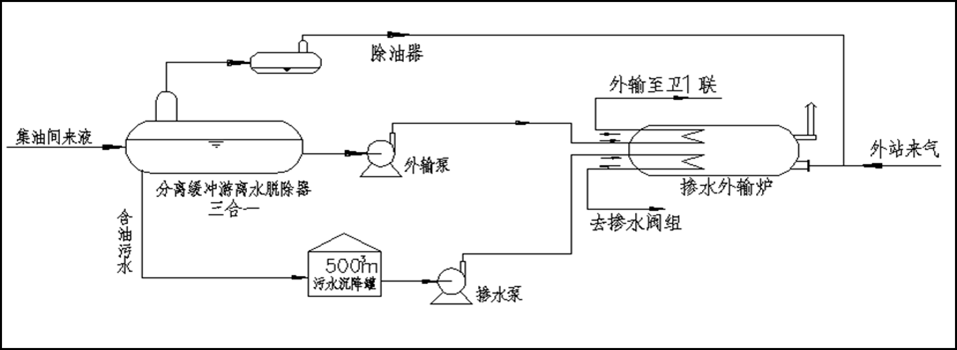 除油器
外输至卫1联
集油间来液
外输泵
外站来气
掺水外输炉
分离缓冲游离水脱除器
三合一
去掺水阀组
含油污水
500m³
污水沉降罐
掺水泵